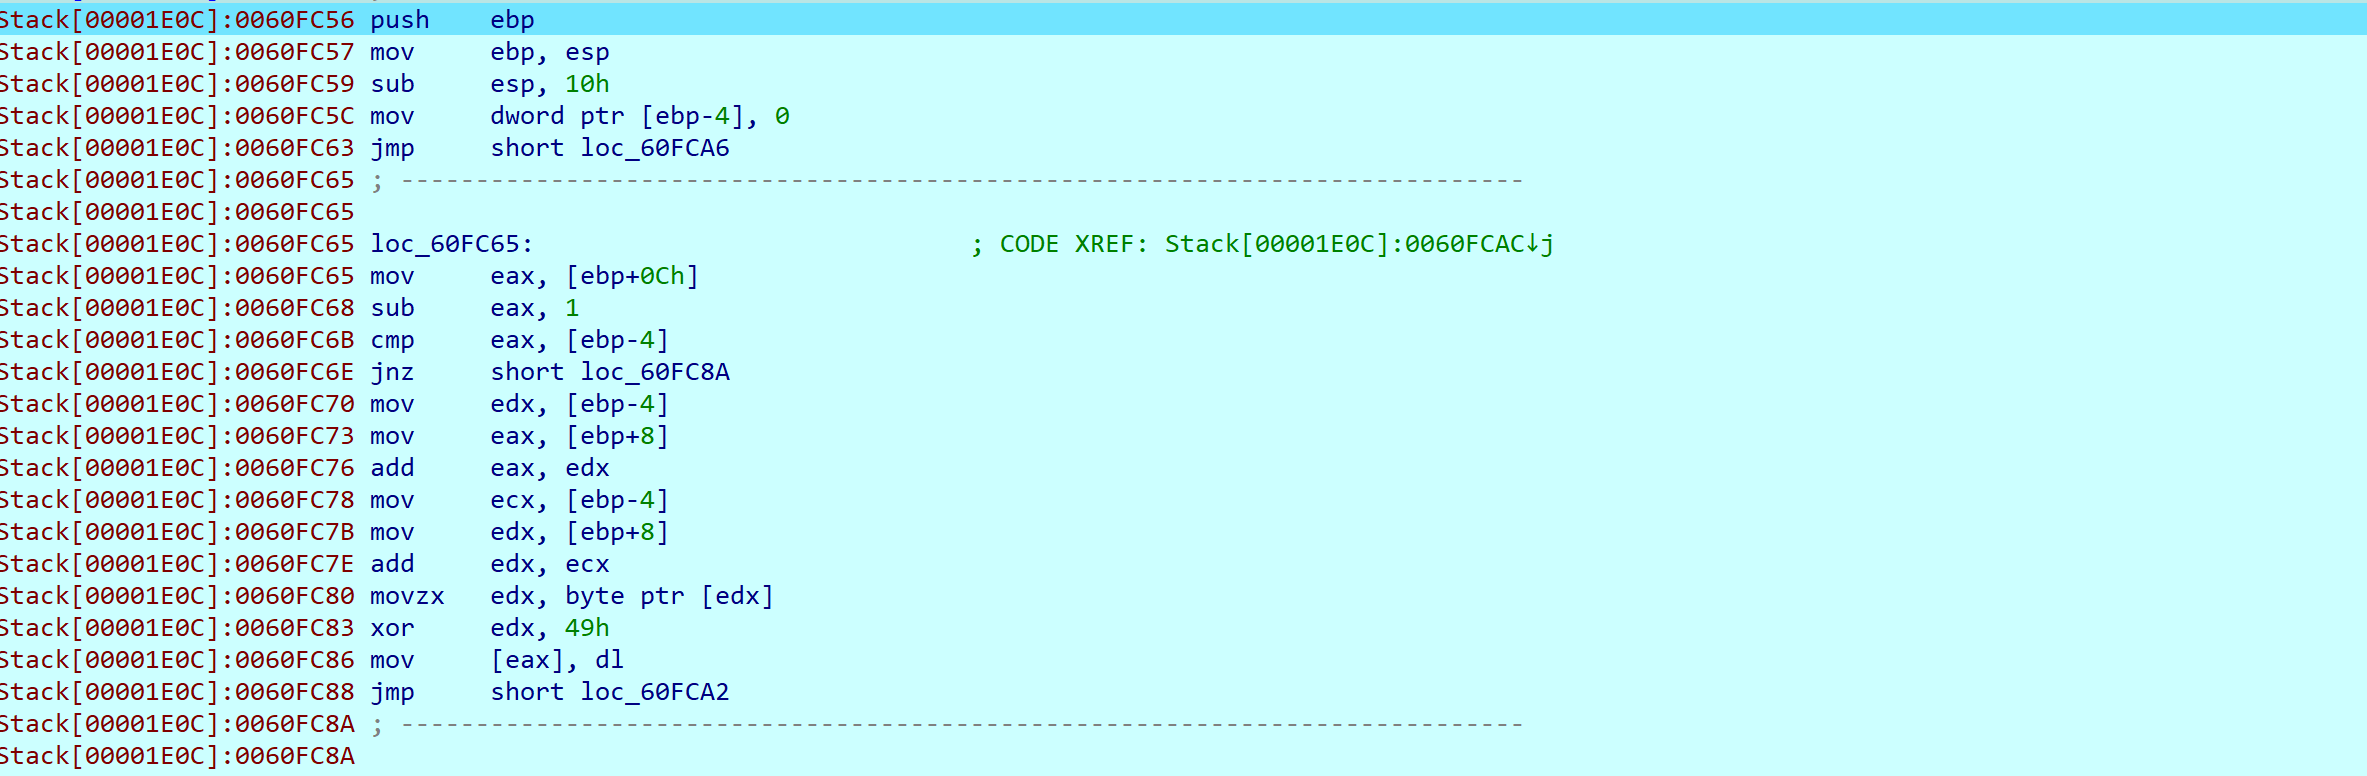 Stack[00001E0C]:0060FC56 push    ebp
Stack[00001E0C]:0060FC57 mov     ebp, esp
Stack[00001E0C]:0060FC59 sub     esp, 10h
Stack[00001E0C]:0060FC5C mov     dword ptr [ebp-4], 0
Stack[00001E0C]:0060FC63 jmp     short loc_60FCA6
Stack[00001E0C]:0060FC65 ; ---------------------------------------------------------------------------
Stack[00001E0C]:0060FC65
Stack[00001E0C]:0060FC65 loc_60FC65:                             ; CODE XREF: Stack[00001E0C]:0060FCAC↓j
Stack[00001E0C]:0060FC65 mov     eax, [ebp+0Ch]
Stack[00001E0C]:0060FC68 sub     eax, 1
Stack[00001E0C]:0060FC6B cmp     eax, [ebp-4]
Stack[00001E0C]:0060FC6E jnz     short loc_60FC8A
Stack[00001E0C]:0060FC70 mov     edx, [ebp-4]
Stack[00001E0C]:0060FC73 mov     eax, [ebp+8]
Stack[00001E0C]:0060FC76 add     eax, edx
Stack[00001E0C]:0060FC78 mov     ecx, [ebp-4]
Stack[00001E0C]:0060FC7B mov     edx, [ebp+8]
Stack[00001E0C]:0060FC7E add     edx, ecx
Stack[00001E0C]:0060FC80 movzx   edx, byte ptr [edx]
Stack[00001E0C]:0060FC83 xor     edx, 49h
Stack[00001E0C]:0060FC86 mov     [eax], dl
Stack[00001E0C]:0060FC88 jmp     short loc_60FCA2
Stack[00001E0C]:0060FC8A ; ---------------------------------------------------------------------------
Stack[00001E0C]:0060FC8A